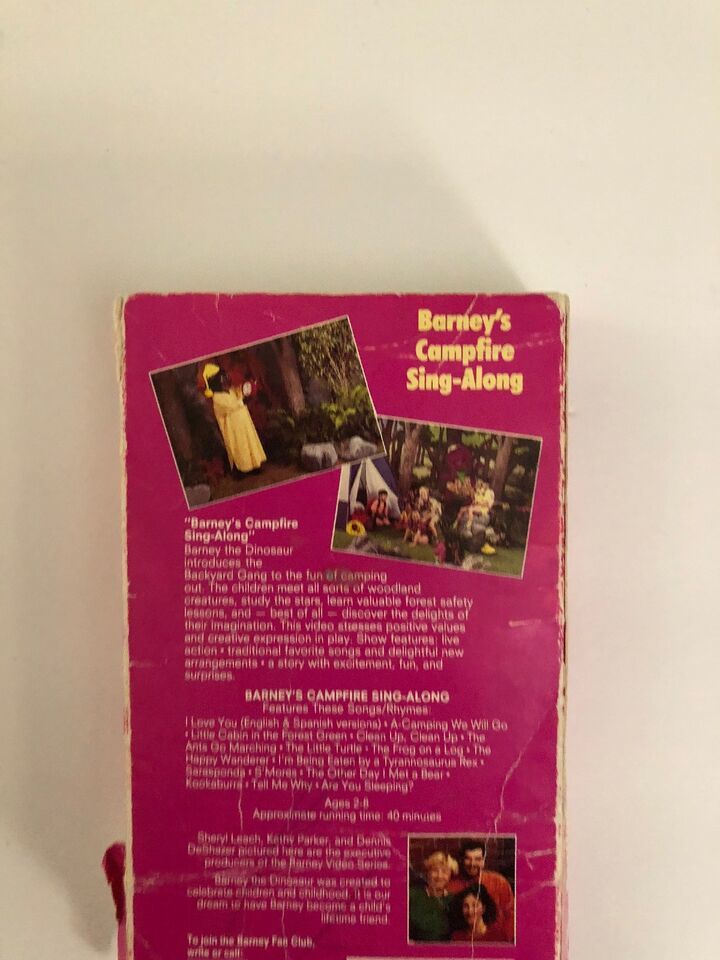 Barney's
Campfire
Sing-Along
"Barney's Campfire
Sing-Along"
Barney the Dinosaur
introduces the
Backyard Gang to the fun of camping
out. The children meet all sorts of woodland
creatures, study the stars, learn valuable forest safety
lessons, and — best of all — discover the delights of
their imagination. This video stresses positive values
and creative expression in play. Show features: live
action • traditional favorite songs and delightful new
arrangements • a story with excitement, fun, and
surprises.
BARNEY'S CAMPFIRE SING-ALONG
Features These Songs/Rhymes:
I Love You (English & Spanish versions) • A-Camping We Will Go
• Little Cabin in the Forest Green • Clean Up, Clean Up • The
Ants Go Marching • The Little Turtle • The Frog on a Log • The
Happy Wanderer • I'm Being Eaten by a Tyrannosaurus Rex •
Sarasponda • S'Mores • The Other Day I Met a Bear •
Kookaburra • Tell Me Why • Are You Sleeping?
Ages 2-8
Approximate running time: 40 minutes
Sheryl Leach, Kathy Parker, and Dennis
DeShazer pictured here are the executive
producers of the Barney Video Series.
Barney the Dinosaur was created to
celebrate children and childhood. It is our
dream to have Barney become a child's
lifetime friend.
To join the Barney Fan Club,
write or call: